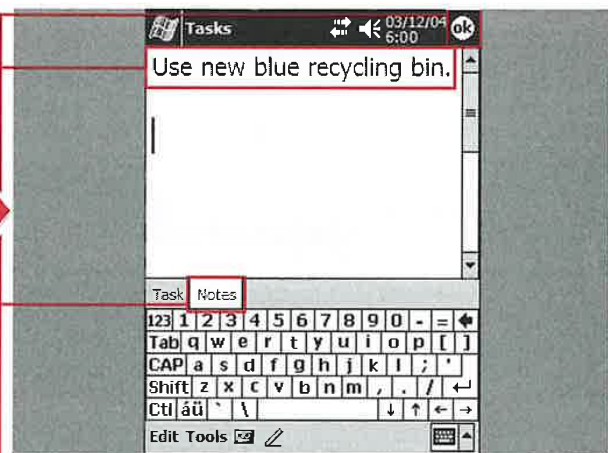 Tasks 03/12/04 6:00 ok
Use new blue recycling bin.
Task Notes
123 1 2 3 4 5 6 7 8 9 0 - =
Tab q w e r t y u i o p [ ]
CAP a s d f g h j k l ; '
Shift z x c v b n m , . /
Ctl áü ` \
Edit Tools